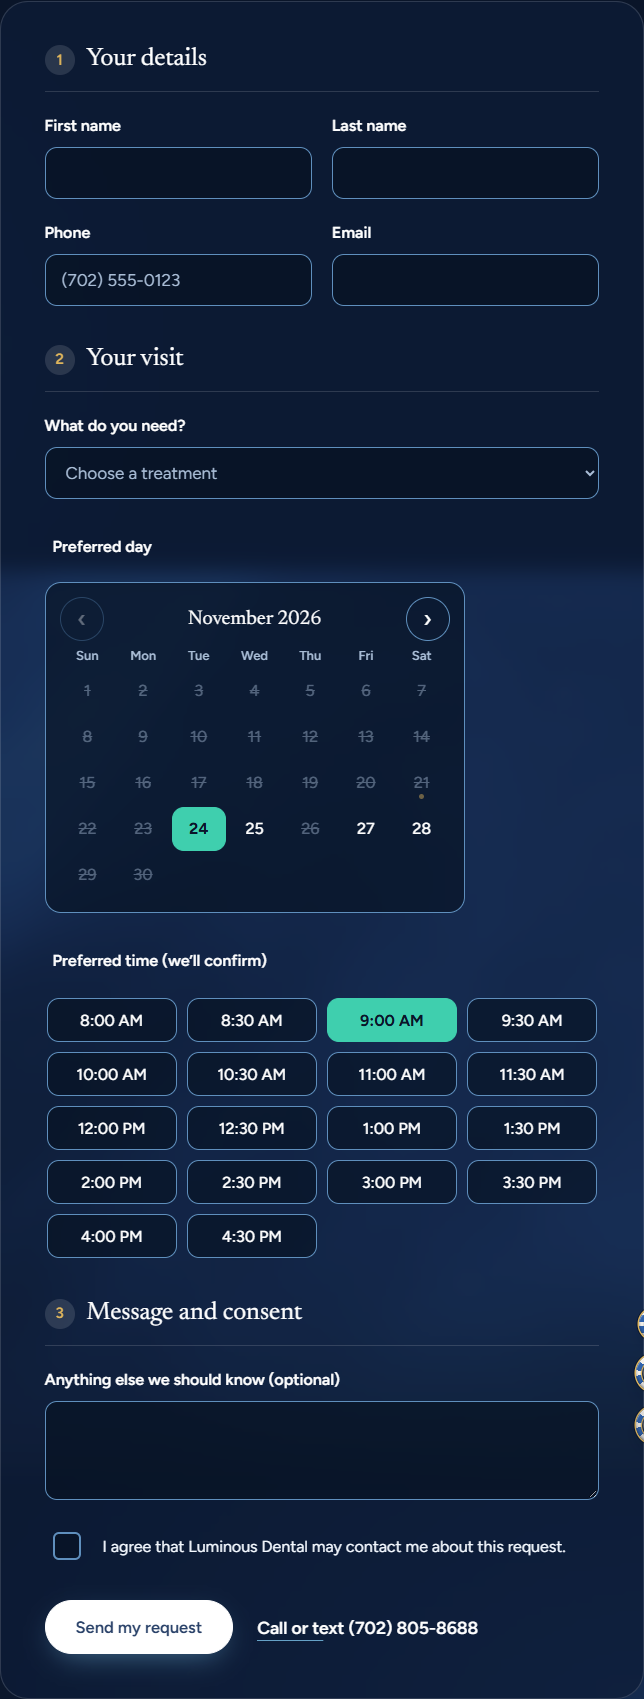 1 Your details
First name Last name
Phone Email
(702) 555-0123
2 Your visit
What do you need?
Choose a treatment
Preferred day
‹ November 2026 ›
Sun Mon Tue Wed Thu Fri Sat
1 2 3 4 5 6 7
8 9 10 11 12 13 14
15 16 17 18 19 20 21
22 23 24 25 26 27 28
29 30
Preferred time (we’ll confirm)
8:00 AM 8:30 AM 9:00 AM 9:30 AM
10:00 AM 10:30 AM 11:00 AM 11:30 AM
12:00 PM 12:30 PM 1:00 PM 1:30 PM
2:00 PM 2:30 PM 3:00 PM 3:30 PM
4:00 PM 4:30 PM
3 Message and consent
Anything else we should know (optional)
I agree that Luminous Dental may contact me about this request.
Send my request Call or text (702) 805-8688